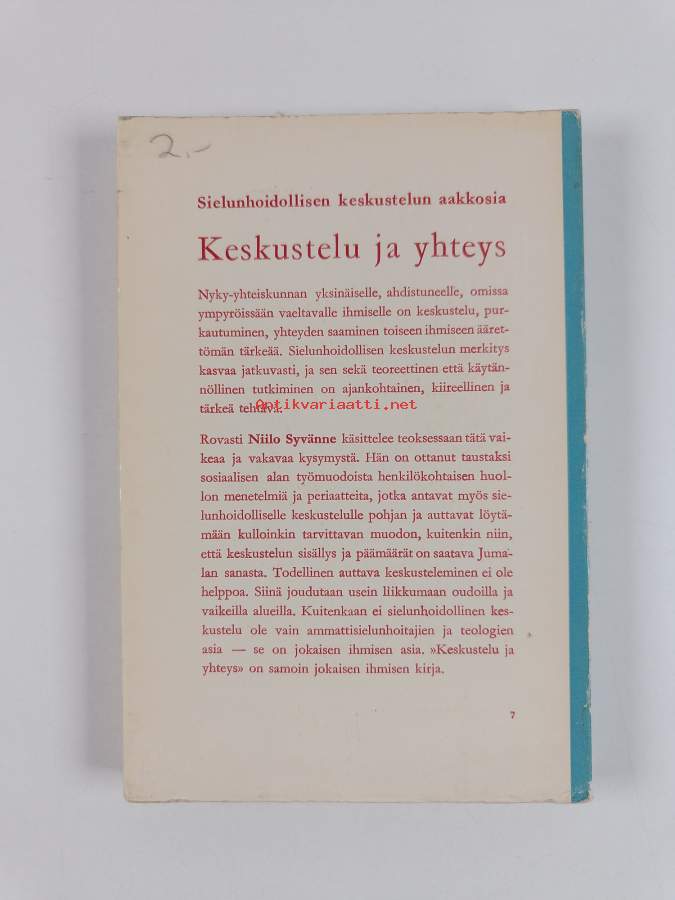 2.-
Sielunhoidollisen keskustelun aakkosia
Keskustelu ja yhteys
Nyky-yhteiskunnan yksinäiselle, ahdistuneelle, omissa
ympyröissään vaeltavalle ihmiselle on keskustelu, pur-
kautuminen, yhteyden saaminen toiseen ihmiseen ääret-
tömän tärkeää. Sielunhoidollisen keskustelun merkitys
kasvaa jatkuvasti, ja sen sekä teoreettinen että käytän-
nöllinen tutkiminen on ajankohtainen, kiireellinen ja
tärkeä tehtävä.
Antikvariaatti.net
Rovasti Niilo Syvänne käsittelee teoksessaan tätä vai-
keaa ja vakavaa kysymystä. Hän on ottanut taustaksi
sosiaalisen alan työmuodoista henkilökohtaisen huol-
lon menetelmiä ja periaatteita, jotka antavat myös sie-
lunhoidolliselle keskustelulle pohjan ja auttavat löytä-
mään kulloinkin tarvittavan muodon, kuitenkin niin,
että keskustelun sisällys ja päämäärät on saatava Juma-
lan sanasta. Todellinen auttava keskusteleminen ei ole
helppoa. Siinä joudutaan usein liikkumaan oudoilla ja
vaikeilla alueilla. Kuitenkaan ei sielunhoidollinen kes-
kustelu ole vain ammattisielunhoitajien ja teologien
asia — se on jokaisen ihmisen asia. »Keskustelu ja
yhteys» on samoin jokaisen ihmisen kirja.
7